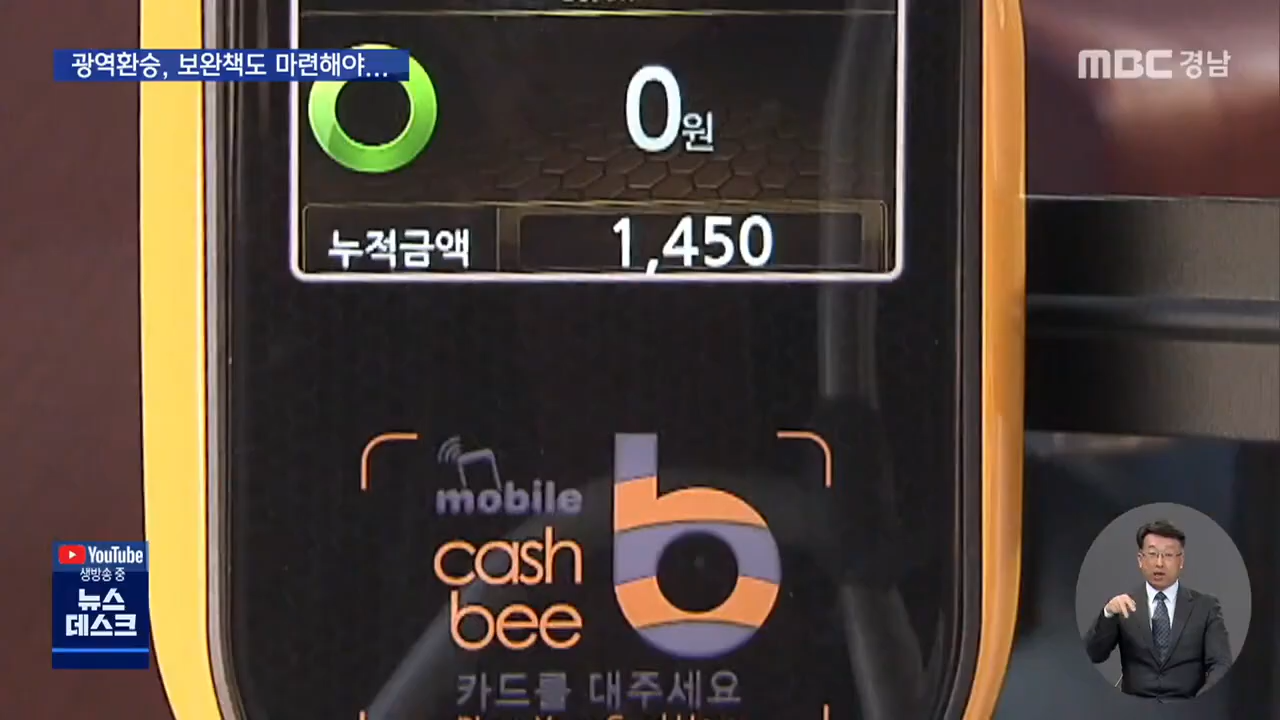 광역환승, 보완책도 마련해야...
MBC 경남
0원
누적금액 1,450
mobile
cash
bee
b
카드를 대주세요
YouTube
생방송 중
뉴스
데스크